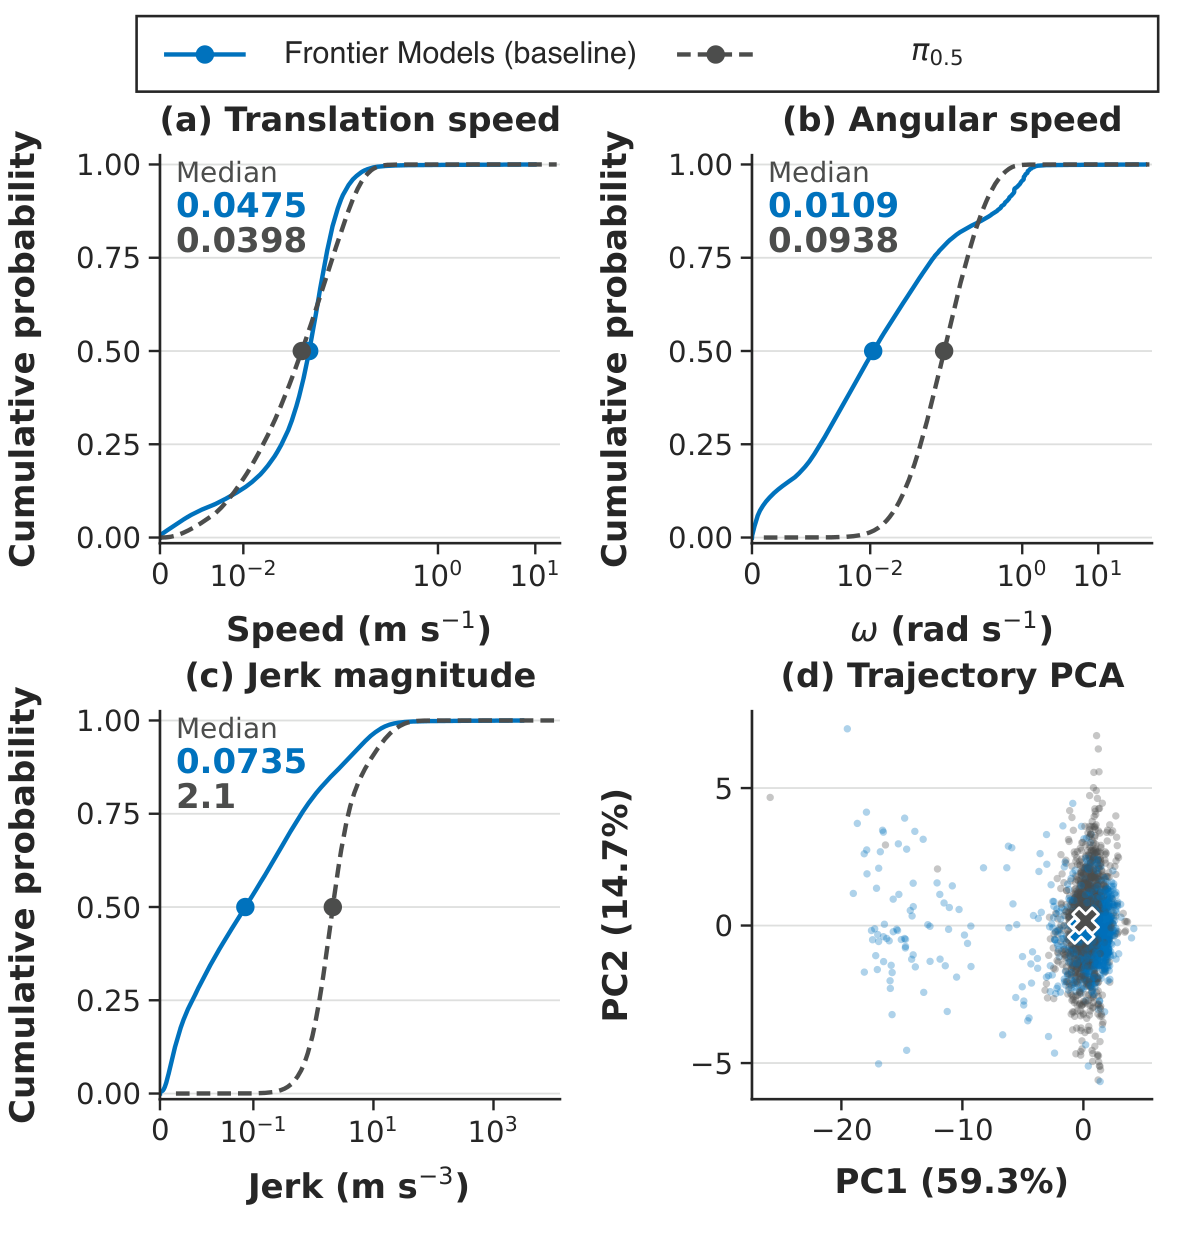 Frontier Models (baseline) π₀.₅
(a) Translation speed
Cumulative probability
1.00
0.75
0.50
0.25
0.00
Median
0.0475
0.0398
0 10⁻² 10⁰ 10¹
Speed (m s⁻¹)
(b) Angular speed
Cumulative probability
1.00
0.75
0.50
0.25
0.00
Median
0.0109
0.0938
0 10⁻² 10⁰ 10¹
ω (rad s⁻¹)
(c) Jerk magnitude
Cumulative probability
1.00
0.75
0.50
0.25
0.00
Median
0.0735
2.1
0 10⁻¹ 10¹ 10³
Jerk (m s⁻³)
(d) Trajectory PCA
PC2 (14.7%)
5
0
−5
−20 −10 0
PC1 (59.3%)